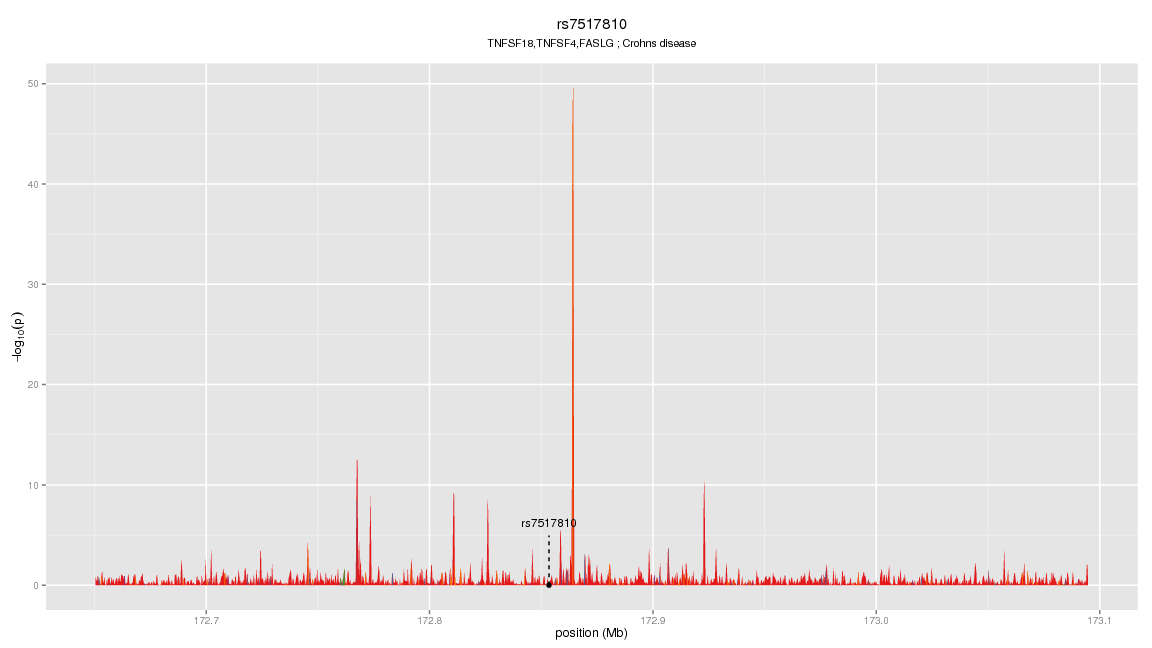 rs7517810
TNFSF18,TNFSF4,FASLG ; Crohns disease
50
40
30
20
10
0
−log10(p)
rs7517810
172.7
172.8
172.9
173.0
173.1
position (Mb)